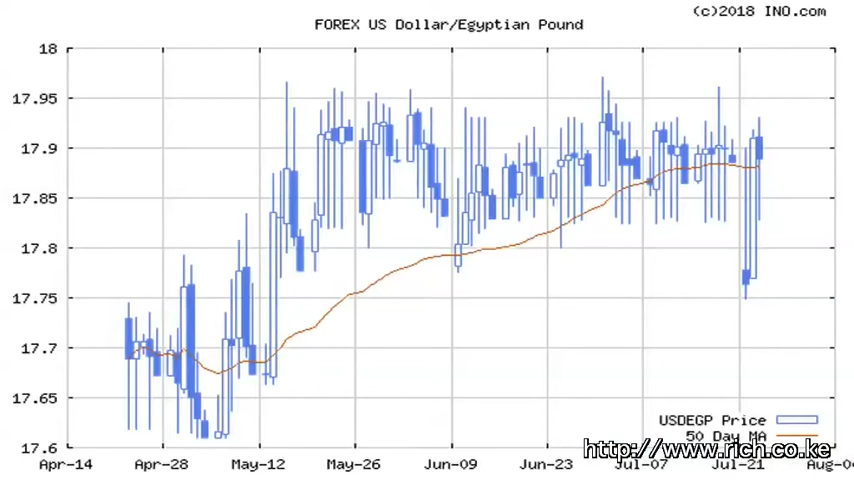 (c)2018 INO.com
FOREX US Dollar/Egyptian Pound
18
17.95
17.9
17.85
17.8
17.75
17.7
17.65
17.6
USDEGP Price
50 Day MA
http://www.rich.co.ke
Apr-14 Apr-28 May-12 May-26 Jun-09 Jun-23 Jul-07 Jul-21 Aug-04